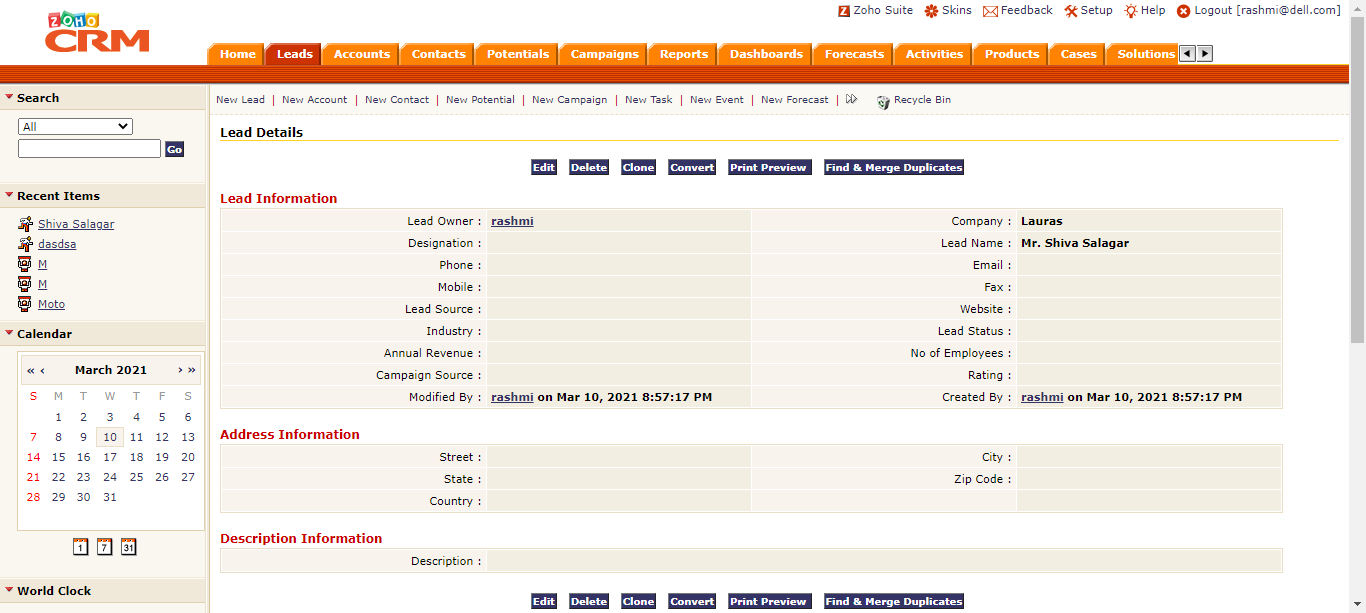 ZOHO
CRM
Zoho Suite Skins Feedback Setup Help Logout [rashmi@dell.com]
Home Leads Accounts Contacts Potentials Campaigns Reports Dashboards Forecasts Activities Products Cases Solutions
Search
All
Go
Recent Items
Shiva Salagar
dasdsa
M
M
Moto
Calendar
« ‹ March 2021 › »
S M T W T F S
1 2 3 4 5 6
7 8 9 10 11 12 13
14 15 16 17 18 19 20
21 22 23 24 25 26 27
28 29 30 31
1 7 31
World Clock
New Lead | New Account | New Contact | New Potential | New Campaign | New Task | New Event | New Forecast | Recycle Bin
Lead Details
Edit Delete Clone Convert Print Preview Find & Merge Duplicates
Lead Information
Lead Owner : rashmi Company : Lauras
Designation : Lead Name : Mr. Shiva Salagar
Phone : Email :
Mobile : Fax :
Lead Source : Website :
Industry : Lead Status :
Annual Revenue : No of Employees :
Campaign Source : Rating :
Modified By : rashmi on Mar 10, 2021 8:57:17 PM Created By : rashmi on Mar 10, 2021 8:57:17 PM
Address Information
Street : City :
State : Zip Code :
Country :
Description Information
Description :
Edit Delete Clone Convert Print Preview Find & Merge Duplicates